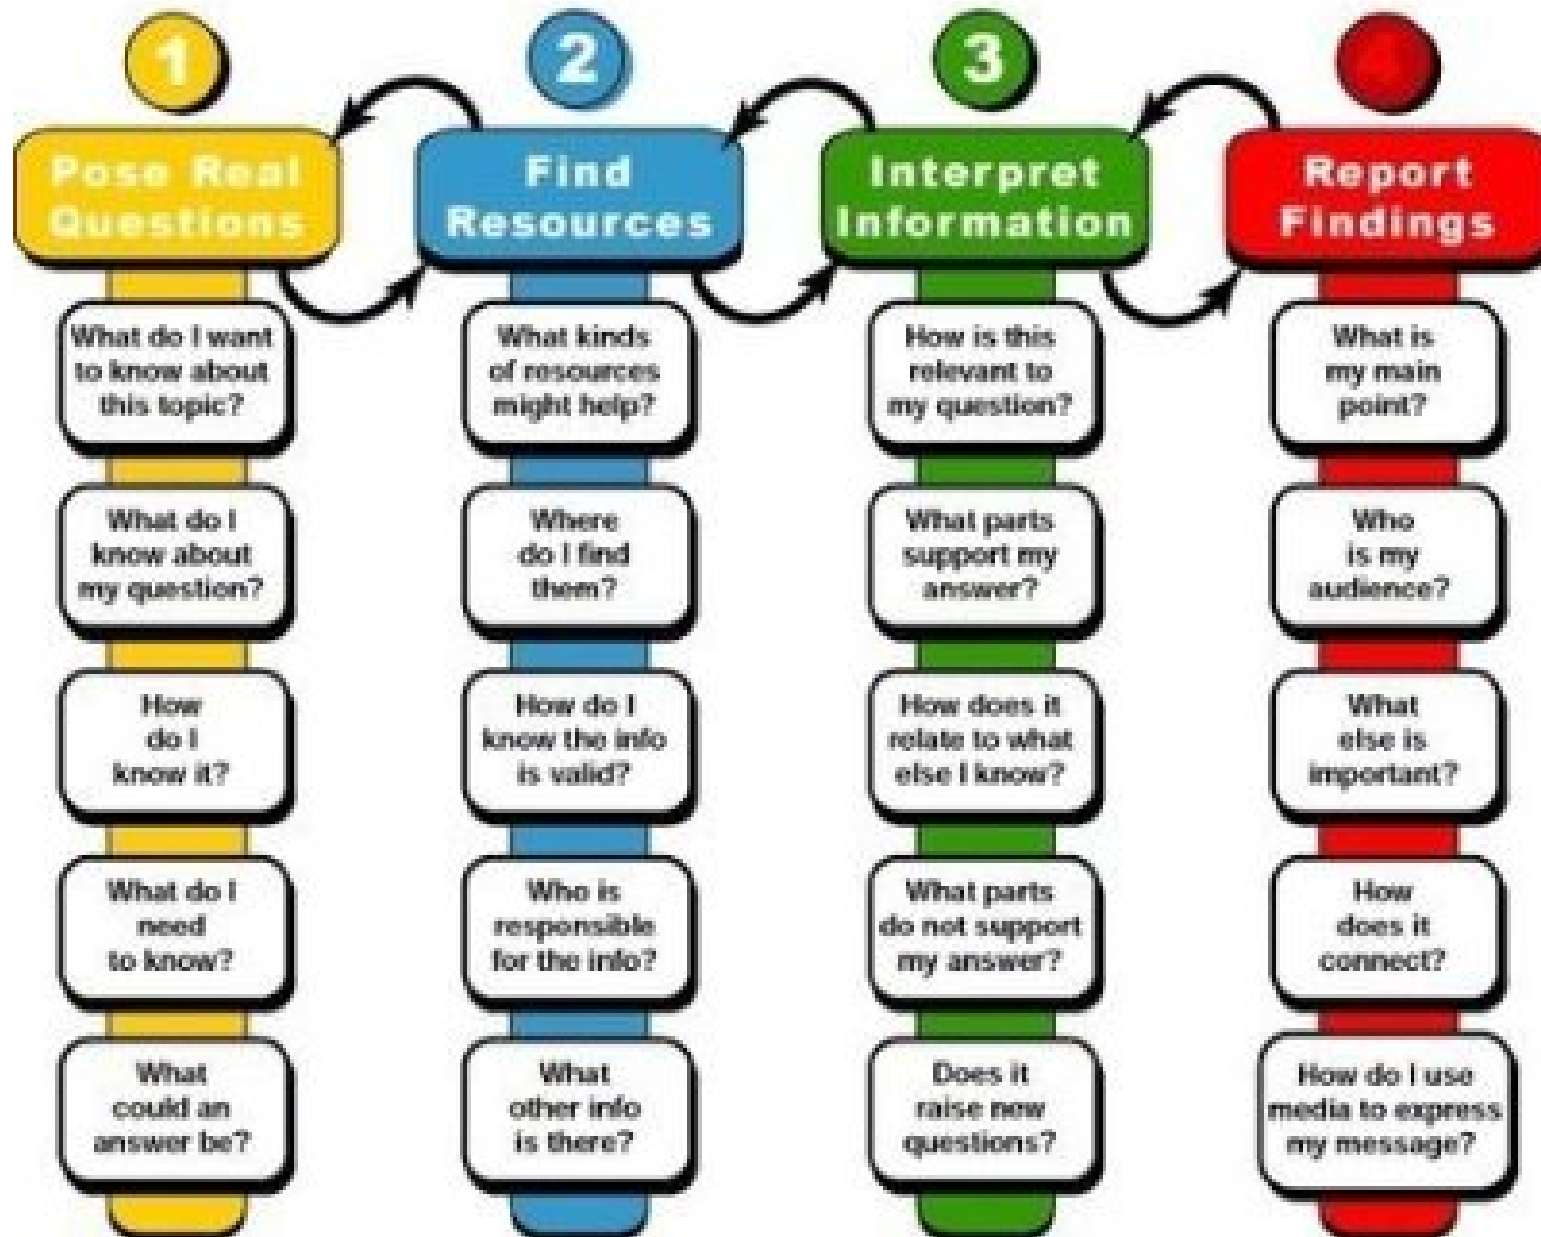 1
Pose Real
Questions
What do I want
to know about
this topic?
What do I
know about
my question?
How
do I
know it?
What do I
need
to know?
What
could an
answer be?
2
Find
Resources
What kinds
of resources
might help?
Where
do I find
them?
How do I
know the info
is valid?
Who is
responsible
for the info?
What
other info
is there?
3
Interpret
Information
How is this
relevant to
my question?
What parts
support my
answer?
How does it
relate to what
else I know?
What parts
do not support
my answer?
Does it
raise new
questions?
4
Report
Findings
What is
my main
point?
Who
is my
audience?
What
else is
important?
How
does it
connect?
How do I use
media to express
my message?